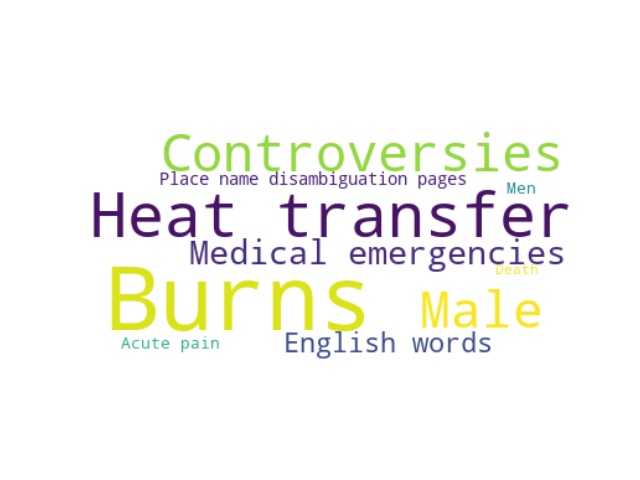 Controversies
Place name disambiguation pages
Men
Heat transfer
Medical emergencies
Death
Burns
Male
Acute pain
English words